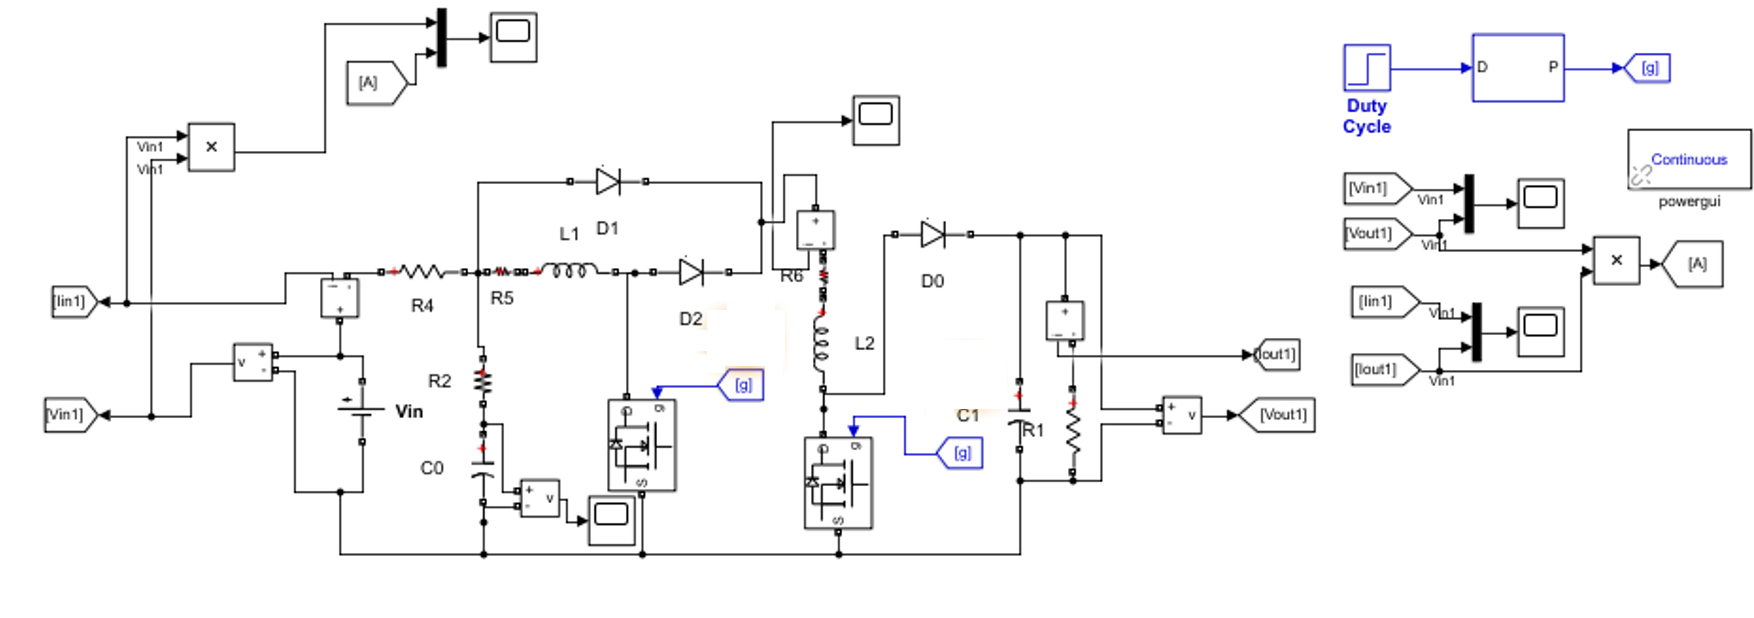 [A]
Vin1
Vin1
×
[Iin1]
[Vin1]
v
+
-
Vin
R4
R5
L1
D1
D2
R2
C0
+
-
v
[g]
R6
+
L2
[g]
D0
C1
R1
+
-
v
[Vout1]
Duty
Cycle
D
P
[g]
Continuous
powergui
[Vin1]
Vin1
[Vout1]
Vin1
×
[A]
[Iin1]
Vin1
[Iout1]
Vin1